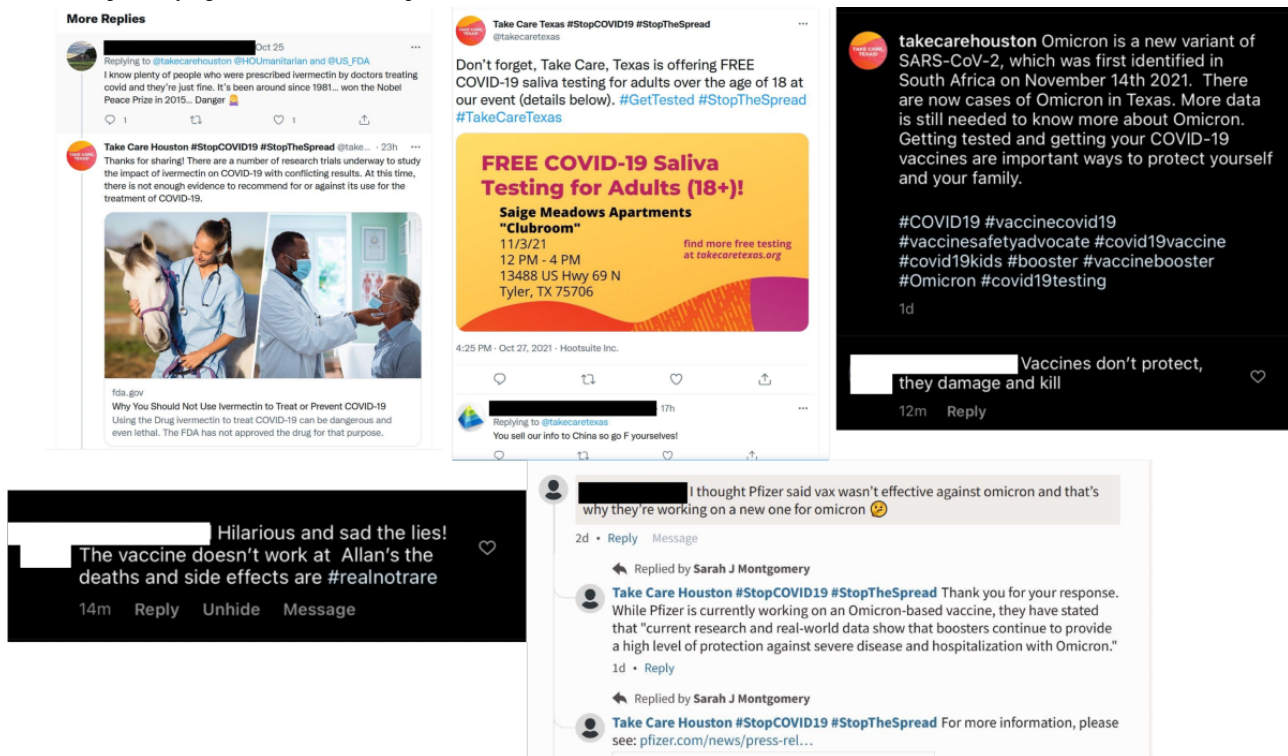 More Replies
Oct 25
Replying to @takecarehouston @HOUmanitarian and @US_FDA
I know plenty of people who were prescribed ivermectin by doctors treating
covid and they're just fine. It's been around since 1981... won the Nobel
Peace Prize in 2015... Danger 🤷‍♀️
1 1
Take Care Houston #StopCOVID19 #StopTheSpread @take... · 23h
Thanks for sharing! There are a number of research trials underway to study
the impact of ivermectin on COVID-19 with conflicting results. At this time,
there is not enough evidence to recommend for or against its use for the
treatment of COVID-19.
fda.gov
Why You Should Not Use Ivermectin to Treat or Prevent COVID-19
Using the Drug ivermectin to treat COVID-19 can be dangerous and
even lethal. The FDA has not approved the drug for that purpose.
TAKE CARE, TEXAS!
Take Care Texas #StopCOVID19 #StopTheSpread
@takecaretexas
Don't forget, Take Care, Texas is offering FREE
COVID-19 saliva testing for adults over the age of 18 at
our event (details below). #GetTested #StopTheSpread
#TakeCareTexas
FREE COVID-19 Saliva
Testing for Adults (18+)!
Saige Meadows Apartments
"Clubroom"
11/3/21
12 PM - 4 PM
13488 US Hwy 69 N
Tyler, TX 75706
find more free testing
at takecaretexas.org
4:25 PM · Oct 27, 2021 · Hootsuite Inc.
17h
Replying to @takecaretexas
You sell our info to China so go F yourselves!
TAKE CARE, TEXAS!
takecarehouston Omicron is a new variant of
SARS-CoV-2, which was first identified in
South Africa on November 14th 2021. There
are now cases of Omicron in Texas. More data
is still needed to know more about Omicron.
Getting tested and getting your COVID-19
vaccines are important ways to protect yourself
and your family.
#COVID19 #vaccinecovid19
#vaccinesafetyadvocate #covid19vaccine
#covid19kids #booster #vaccinebooster
#Omicron #covid19testing
1d
Vaccines don't protect,
they damage and kill
12m Reply
Hilarious and sad the lies!
The vaccine doesn't work at Allan's the
deaths and side effects are #realnotrare
14m Reply Unhide Message
I thought Pfizer said vax wasn't effective against omicron and that's
why they're working on a new one for omicron 🤔
2d • Reply Message
Replied by Sarah J Montgomery
Take Care Houston #StopCOVID19 #StopTheSpread Thank you for your response.
While Pfizer is currently working on an Omicron-based vaccine, they have stated
that "current research and real-world data show that boosters continue to provide
a high level of protection against severe disease and hospitalization with Omicron."
1d • Reply
Replied by Sarah J Montgomery
Take Care Houston #StopCOVID19 #StopTheSpread For more information, please
see: pfizer.com/news/press-rel...